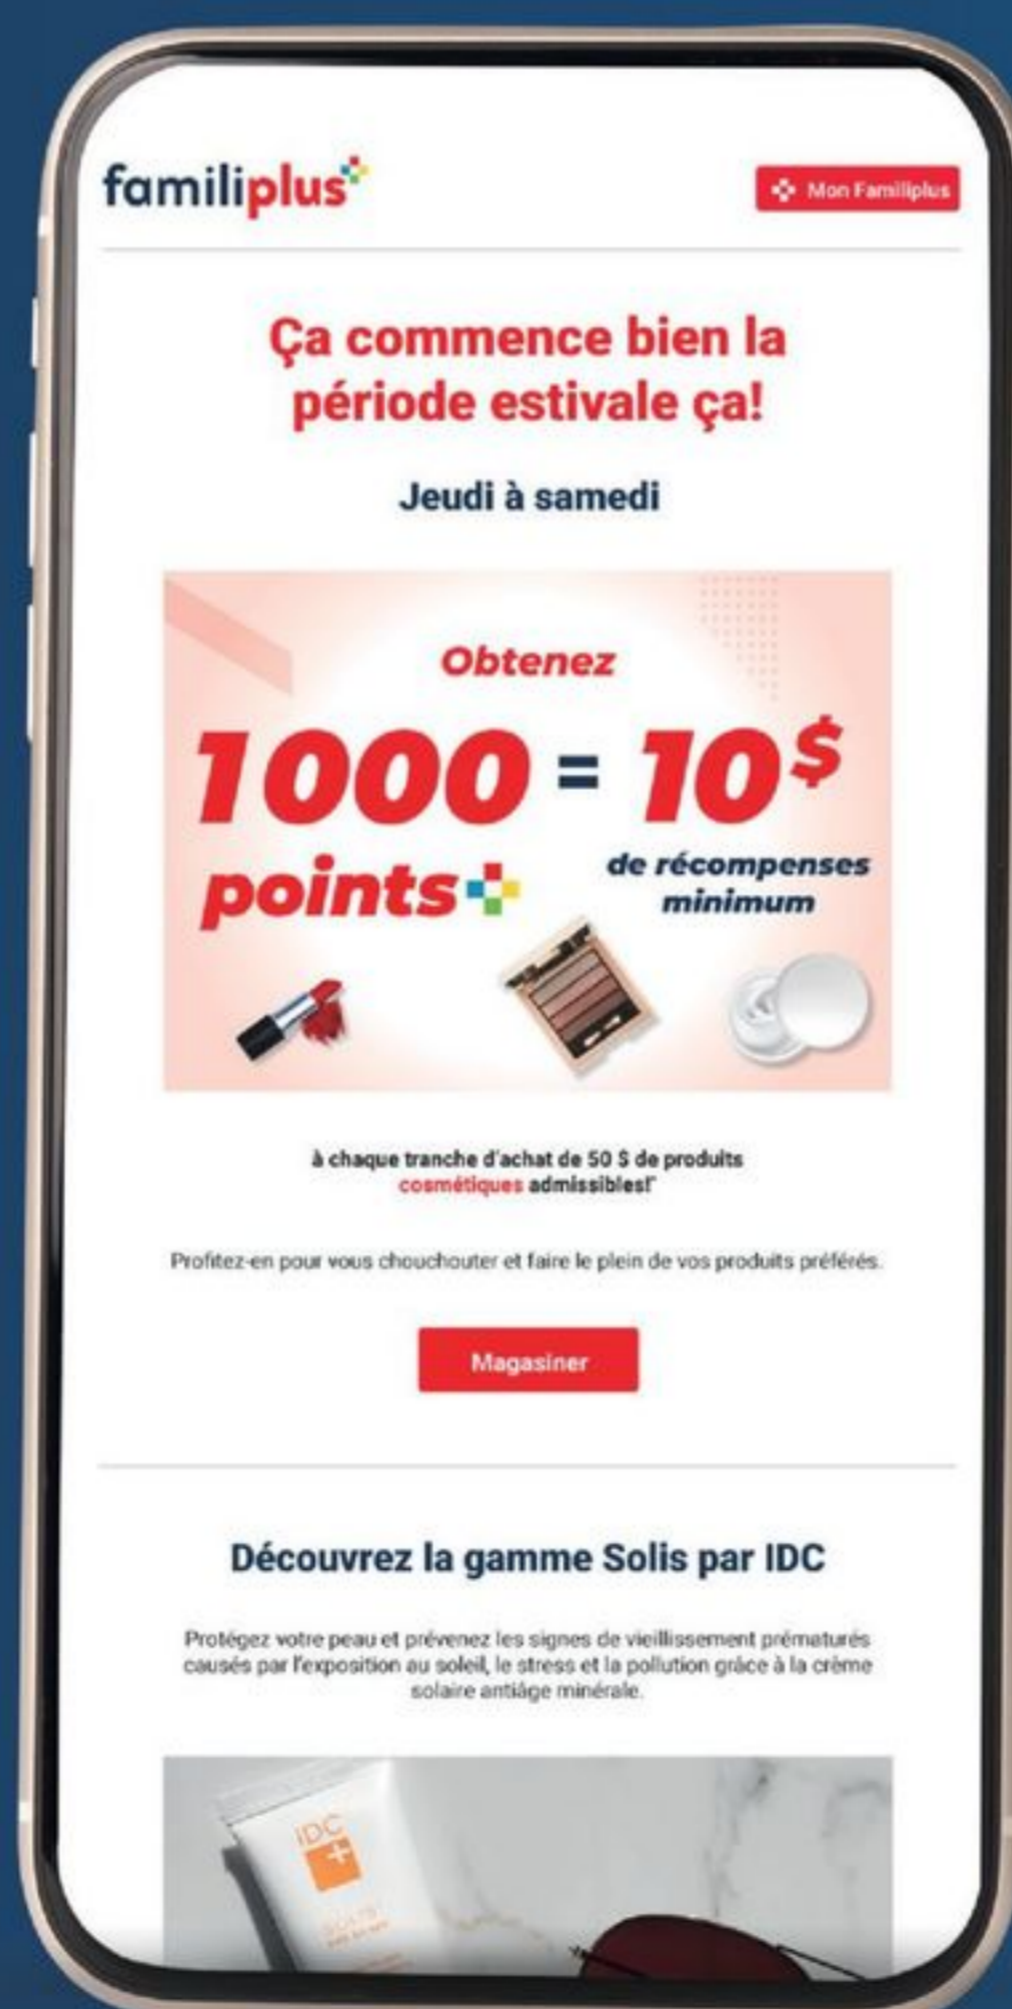 familiplus
Mon Familiplus
Ça commence bien la
période estivale ça!
Jeudi à samedi
Obtenez
1000 = 10$
points
de récompenses
minimum
à chaque tranche d'achat de 50 $ de produits
cosmétiques admissibles!*
Profitez-en pour vous chouchouter et faire le plein de vos produits préférés.
Magasiner
Découvrez la gamme Solis par IDC
Protégez votre peau et prévenez les signes de vieillissement prématurés
causés par l'exposition au soleil, le stress et la pollution grâce à la crème
solaire antiâge minérale.
IDC
SOLIS